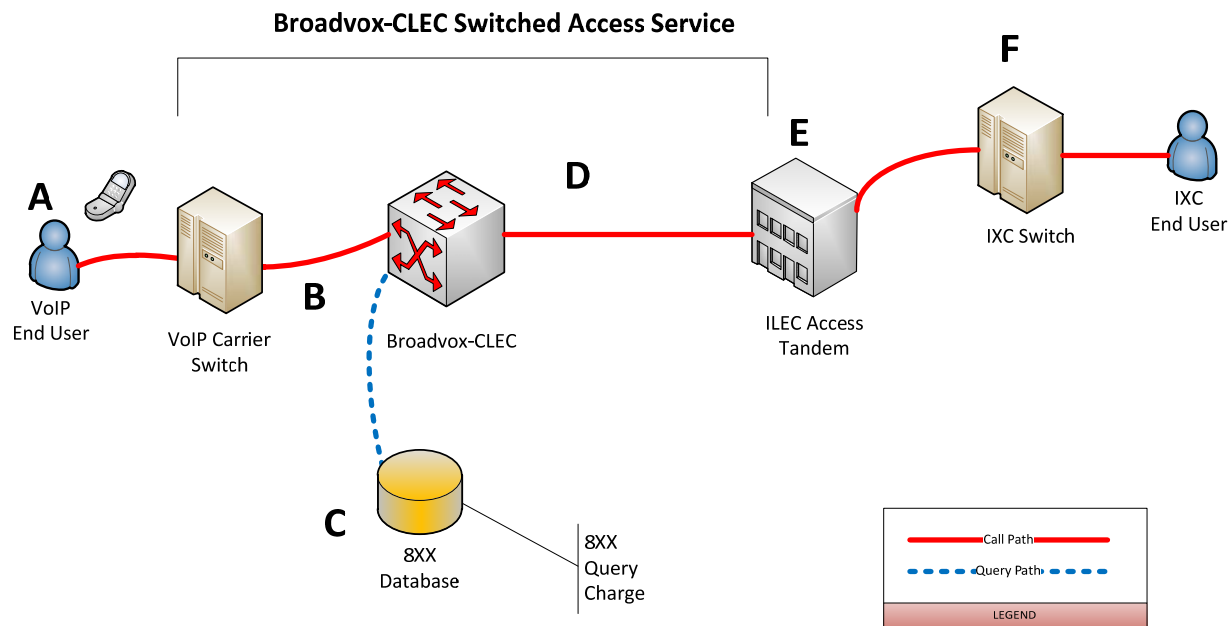 Broadvox-CLEC Switched Access Service
F
E
D
A
B
C
VoIP
End User
VoIP Carrier
Switch
Broadvox-CLEC
ILEC Access
Tandem
IXC Switch
IXC
End User
8XX
Database
8XX
Query
Charge
Call Path
Query Path
LEGEND